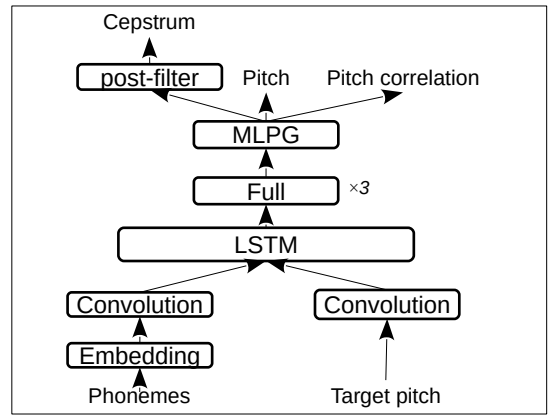 Cepstrum
post-filter
Pitch
Pitch correlation
MLPG
Full
×3
LSTM
Convolution
Convolution
Embedding
Phonemes
Target pitch